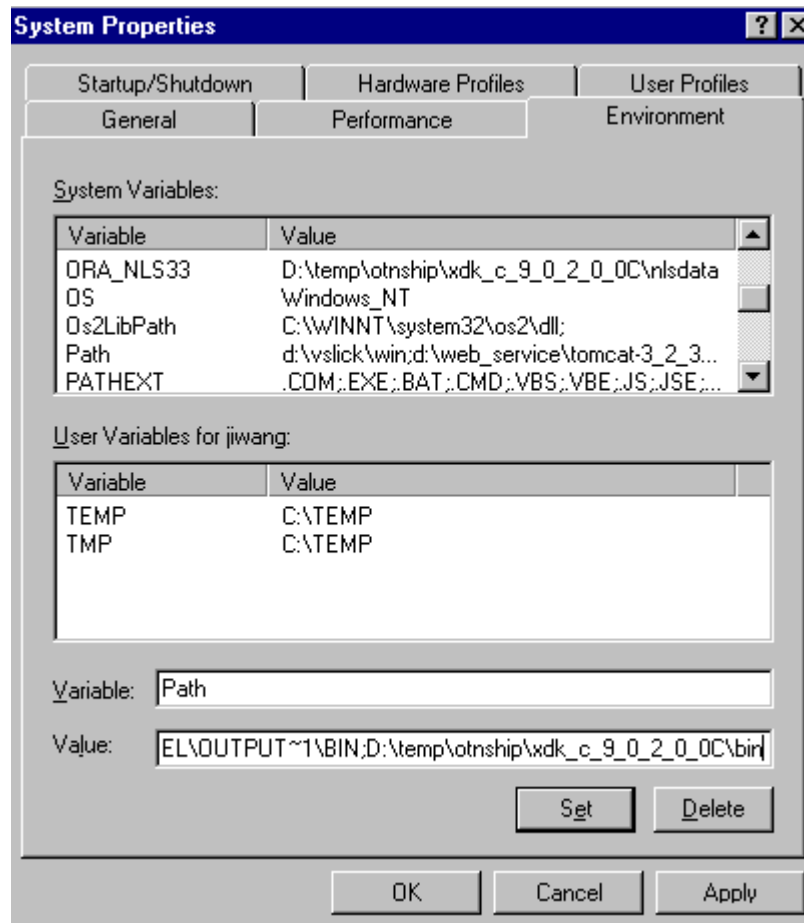 System Properties
Startup/Shutdown Hardware Profiles User Profiles
General Performance Environment
System Variables:
Variable Value
ORA_NLS33 D:\temp\otnship\xdk_c_9_0_2_0_0C\nlsdata
OS Windows_NT
Os2LibPath C:\WINNT\system32\os2\dll;
Path d:\vslick\win;d:\web_service\tomcat-3_2_3...
PATHEXT .COM;.EXE;.BAT;.CMD;.VBS;.VBE;.JS;.JSE;...
User Variables for jiwang:
Variable Value
TEMP C:\TEMP
TMP C:\TEMP
Variable: Path
Value: EL\OUTPUT~1\BIN;D:\temp\otnship\xdk_c_9_0_2_0_0C\bin
Set Delete
OK Cancel Apply